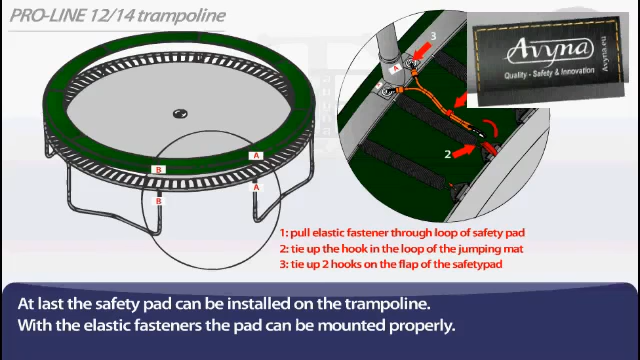 PRO-LINE 12/14 trampoline
Avyna
Quality - Safety & Innovation
Avyna.eu
3
A
2
A
B
A
B
1: pull elastic fastener through loop of safety pad
2: tie up the hook in the loop of the jumping mat
3: tie up 2 hooks on the flap of the safetypad
At last the safety pad can be installed on the trampoline.
With the elastic fasteners the pad can be mounted properly.